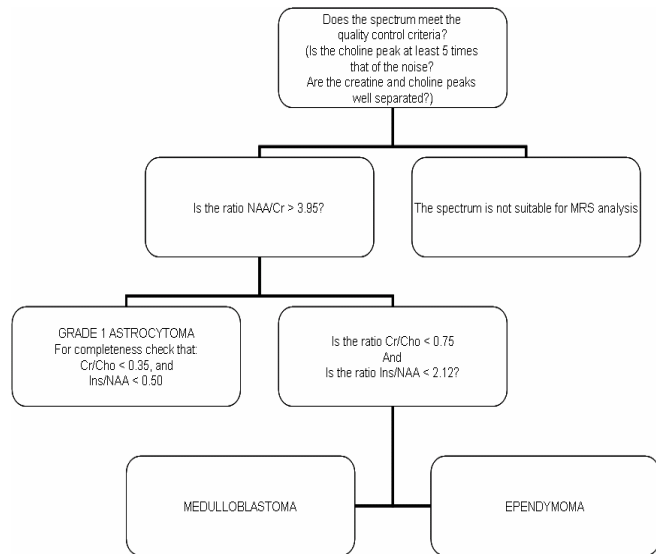 Does the spectrum meet the
quality control criteria?
(Is the choline peak at least 5 times
that of the noise?
Are the creatine and choline peaks
well separated?)
Is the ratio NAA/Cr > 3.95?
The spectrum is not suitable for MRS analysis
GRADE 1 ASTROCYTOMA
For completeness check that:
Cr/Cho < 0.35, and
Ins/NAA < 0.50
Is the ratio Cr/Cho < 0.75
And
Is the ratio Ins/NAA < 2.12?
MEDULLOBLASTOMA
EPENDYMOMA